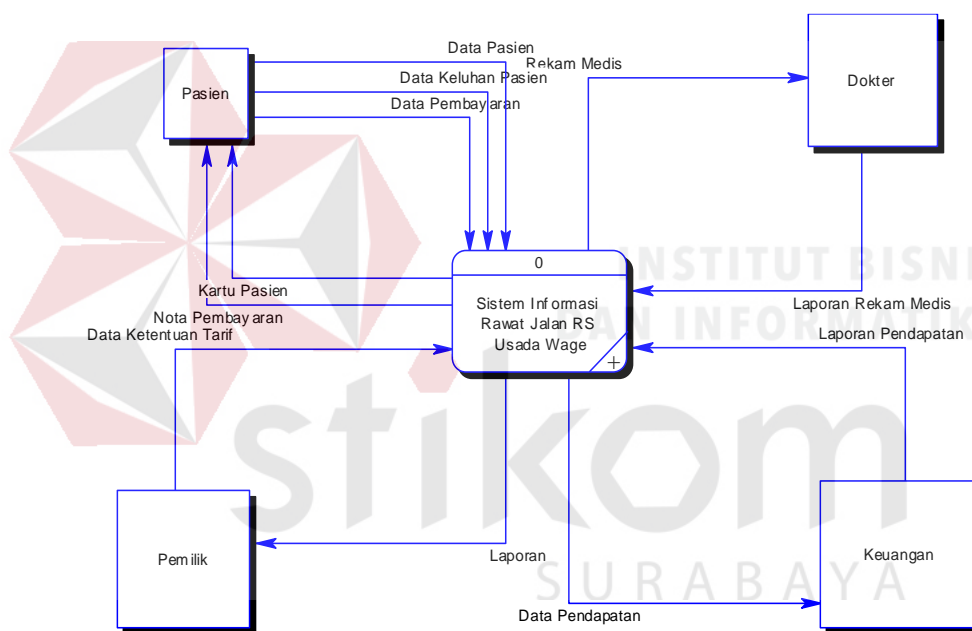 Data Pasien
Rekam Medis
Data Keluhan Pasien
Data Pembayaran
Pasien
Dokter
0
Sistem Informasi
Rawat Jalan RS
Usada Wage
+
Kartu Pasien
Nota Pembayaran
Data Ketentuan Tarif
Laporan Rekam Medis
Laporan Pendapatan
Pemilik
Laporan
Keuangan
Data Pendapatan
INSTITUT BISNI
DAN INFORMATIK
stikom
SURABAYA